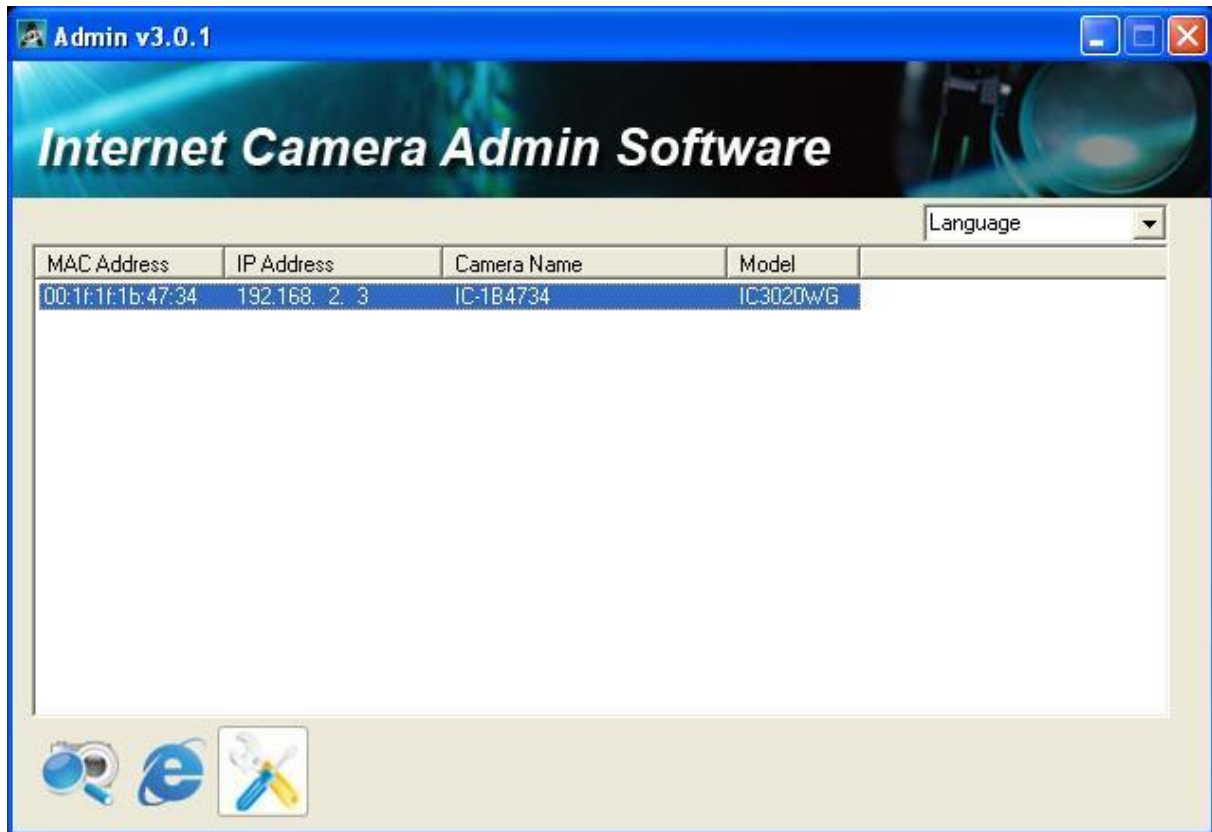 Admin v3.0.1
Internet Camera Admin Software
Language
MAC Address IP Address Camera Name Model
00:1f:1f:1b:47:34 192.168. 2. 3 IC-1B4734 IC3020WG